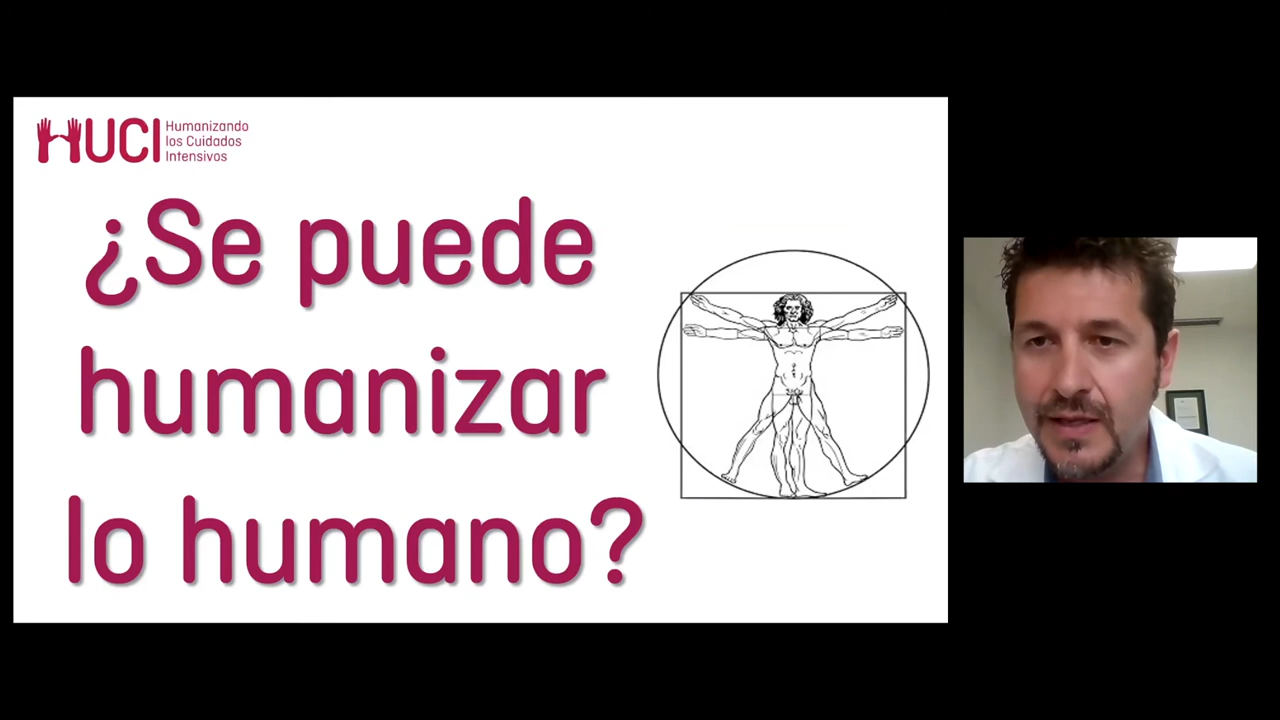 HUCI
Humanizando
los Cuidados
Intensivos
¿Se puede
humanizar
lo humano?